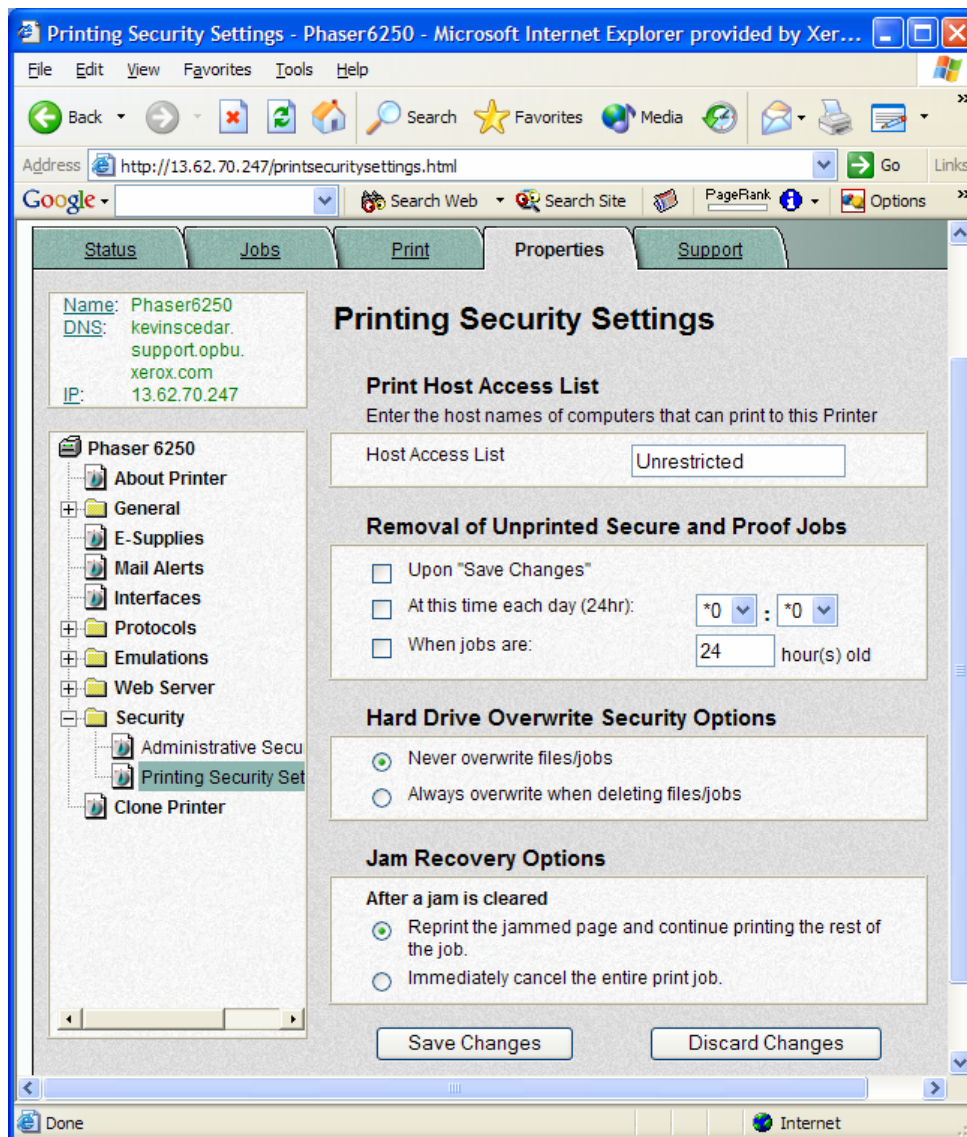 Printing Security Settings - Phaser6250 - Microsoft Internet Explorer provided by Xer...
File Edit View Favorites Tools Help
Back Search Favorites Media
Address http://13.62.70.247/printsecuritysettings.html Go Links
Google Search Web Search Site PageRank Options
Status Jobs Print Properties Support
Name: Phaser6250
DNS: kevinscedar.
support.opbu.
xerox.com
IP: 13.62.70.247
Phaser 6250
About Printer
General
E-Supplies
Mail Alerts
Interfaces
Protocols
Emulations
Web Server
Security
Administrative Secu
Printing Security Set
Clone Printer
Printing Security Settings
Print Host Access List
Enter the host names of computers that can print to this Printer
Host Access List Unrestricted
Removal of Unprinted Secure and Proof Jobs
Upon "Save Changes"
At this time each day (24hr): *0 : *0
When jobs are: 24 hour(s) old
Hard Drive Overwrite Security Options
Never overwrite files/jobs
Always overwrite when deleting files/jobs
Jam Recovery Options
After a jam is cleared
Reprint the jammed page and continue printing the rest of
the job.
Immediately cancel the entire print job.
Save Changes Discard Changes
Done Internet